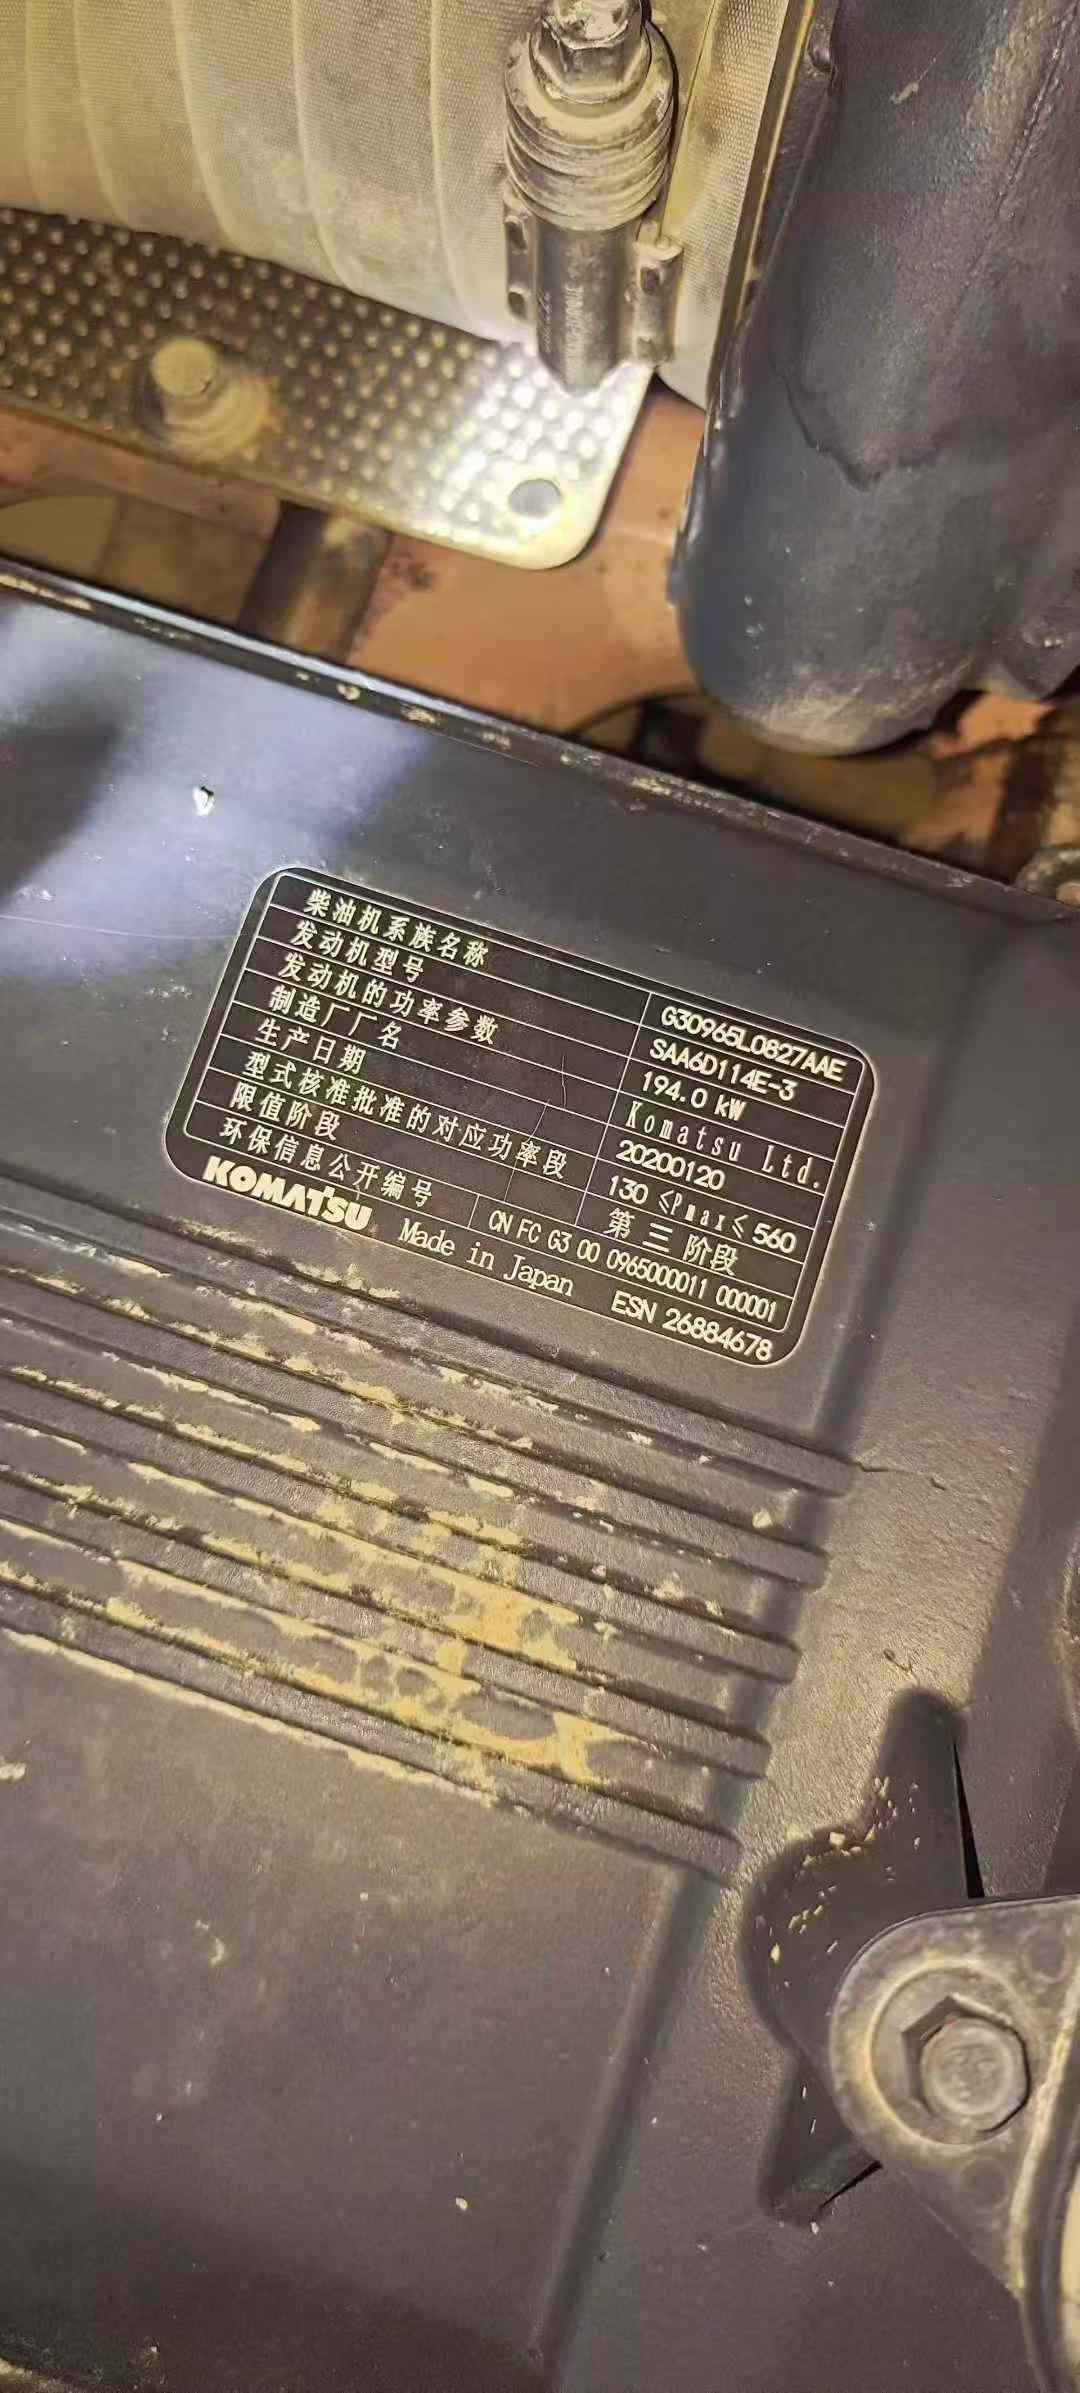 柴油机系族名称 G30965L0827AAE
发动机型号 SAA6D114E-3
发动机的功率参数 194.0 kW
制造厂厂名 Komatsu Ltd.
生产日期 20200120
型式核准批准的对应功率段 130 ≤Pmax≤ 560
限值阶段 第三阶段
环保信息公开编号 CN FC G3 00 0965000011 000001
KOMATSU Made in Japan ESN 26884678